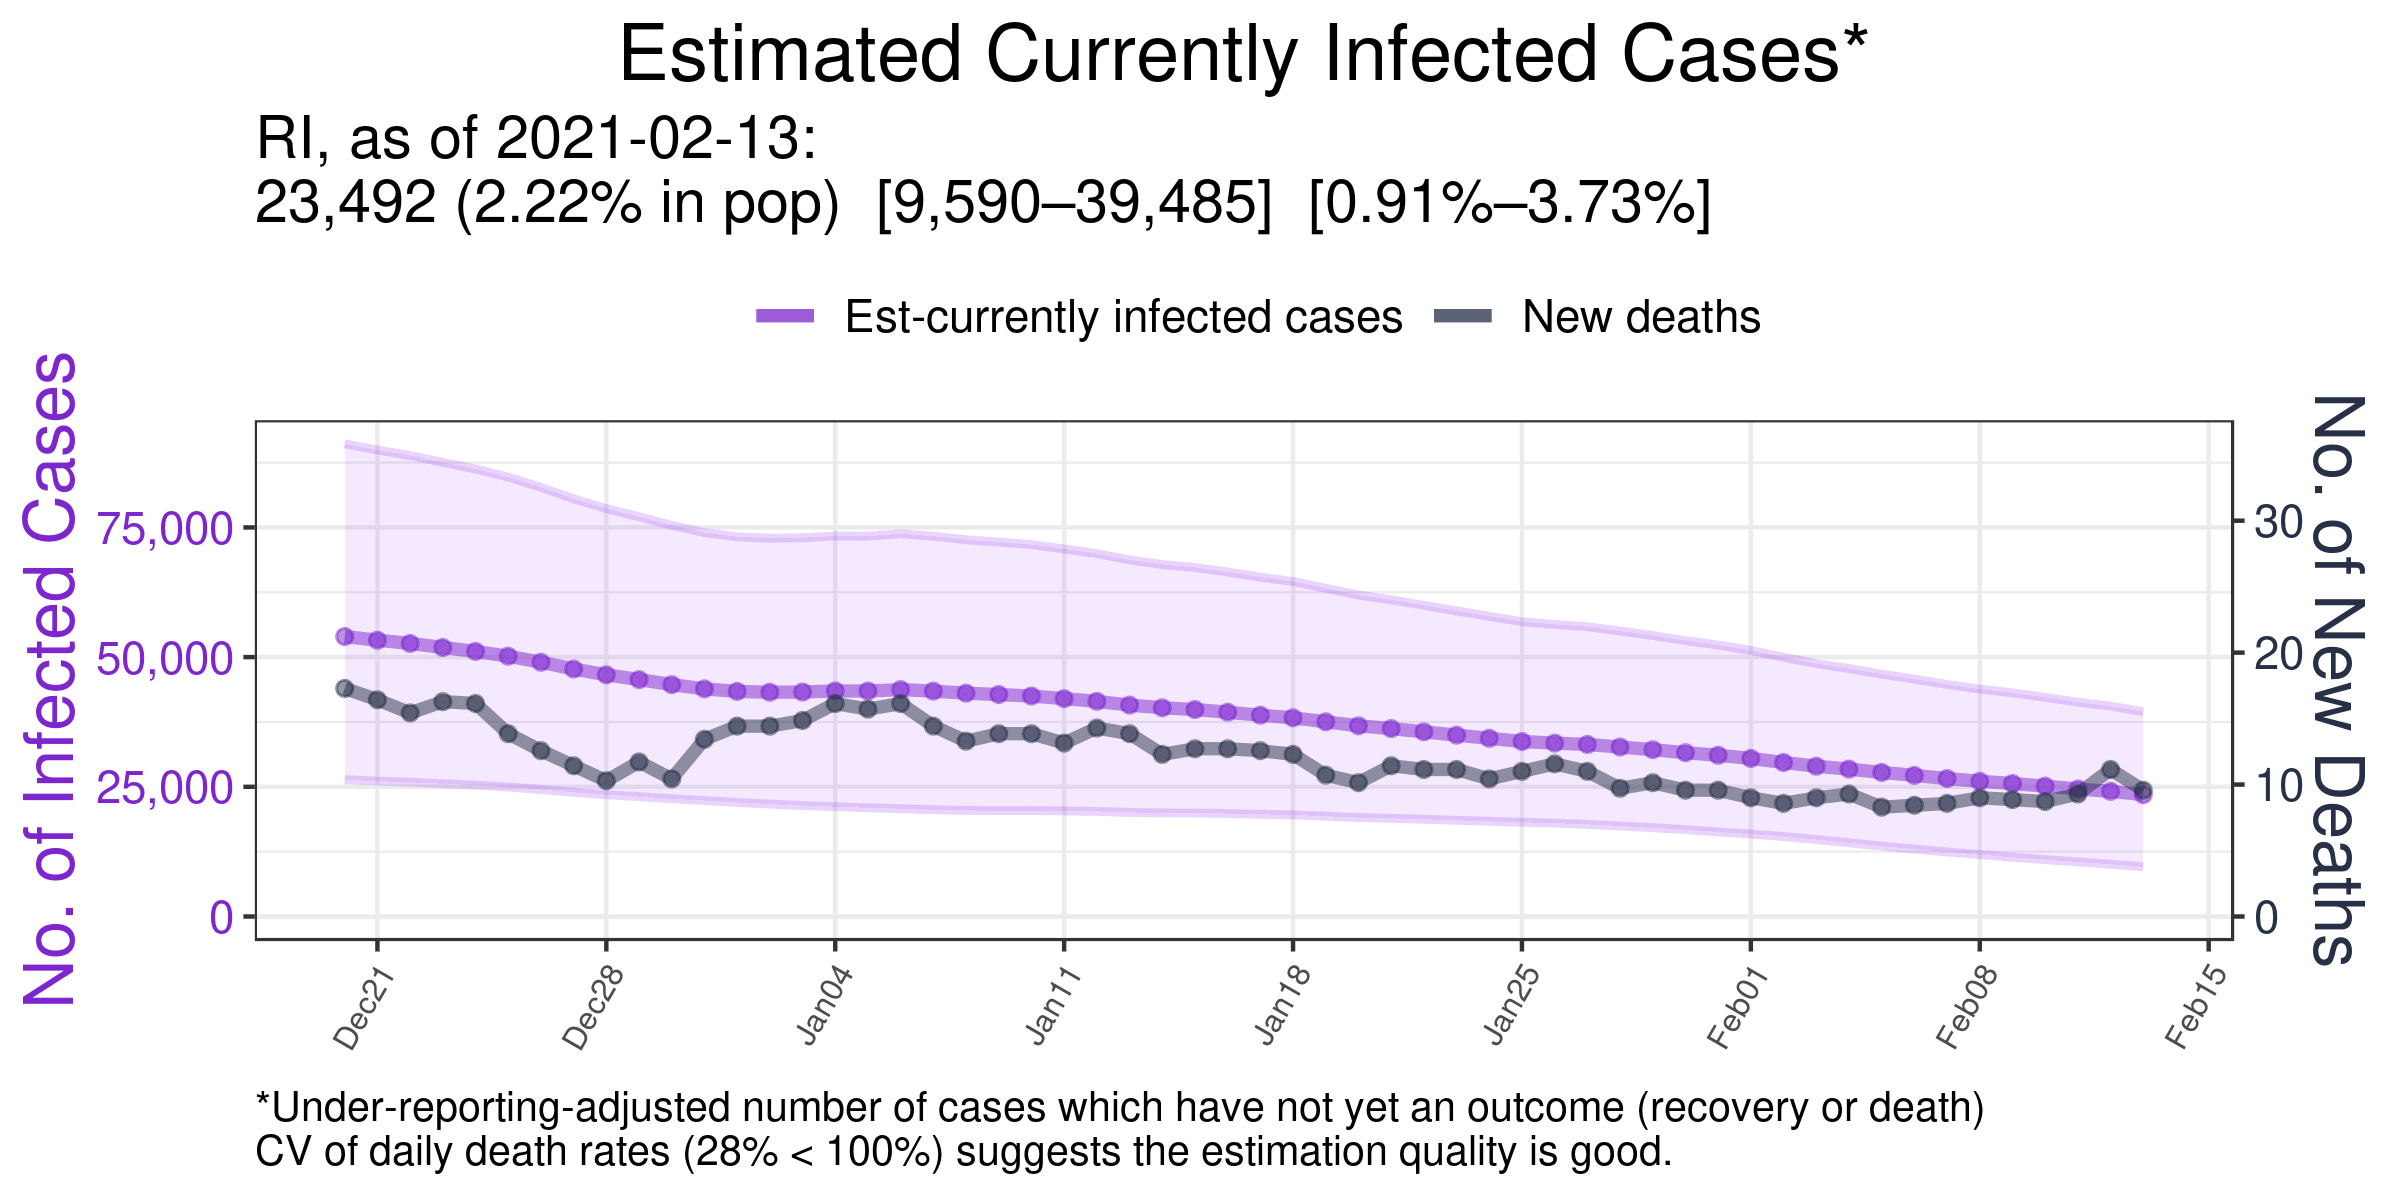 Estimated Currently Infected Cases*
RI, as of 2021-02-13:
23,492 (2.22% in pop)  [9,590–39,485]  [0.91%–3.73%]
Est-currently infected cases
New deaths
No. of Infected Cases
75,000
50,000
25,000
0
30
20
10
0
No. of New Deaths
Dec21
Dec28
Jan04
Jan11
Jan18
Jan25
Feb01
Feb08
Feb15
*Under-reporting-adjusted number of cases which have not yet an outcome (recovery or death)
CV of daily death rates (28% < 100%) suggests the estimation quality is good.